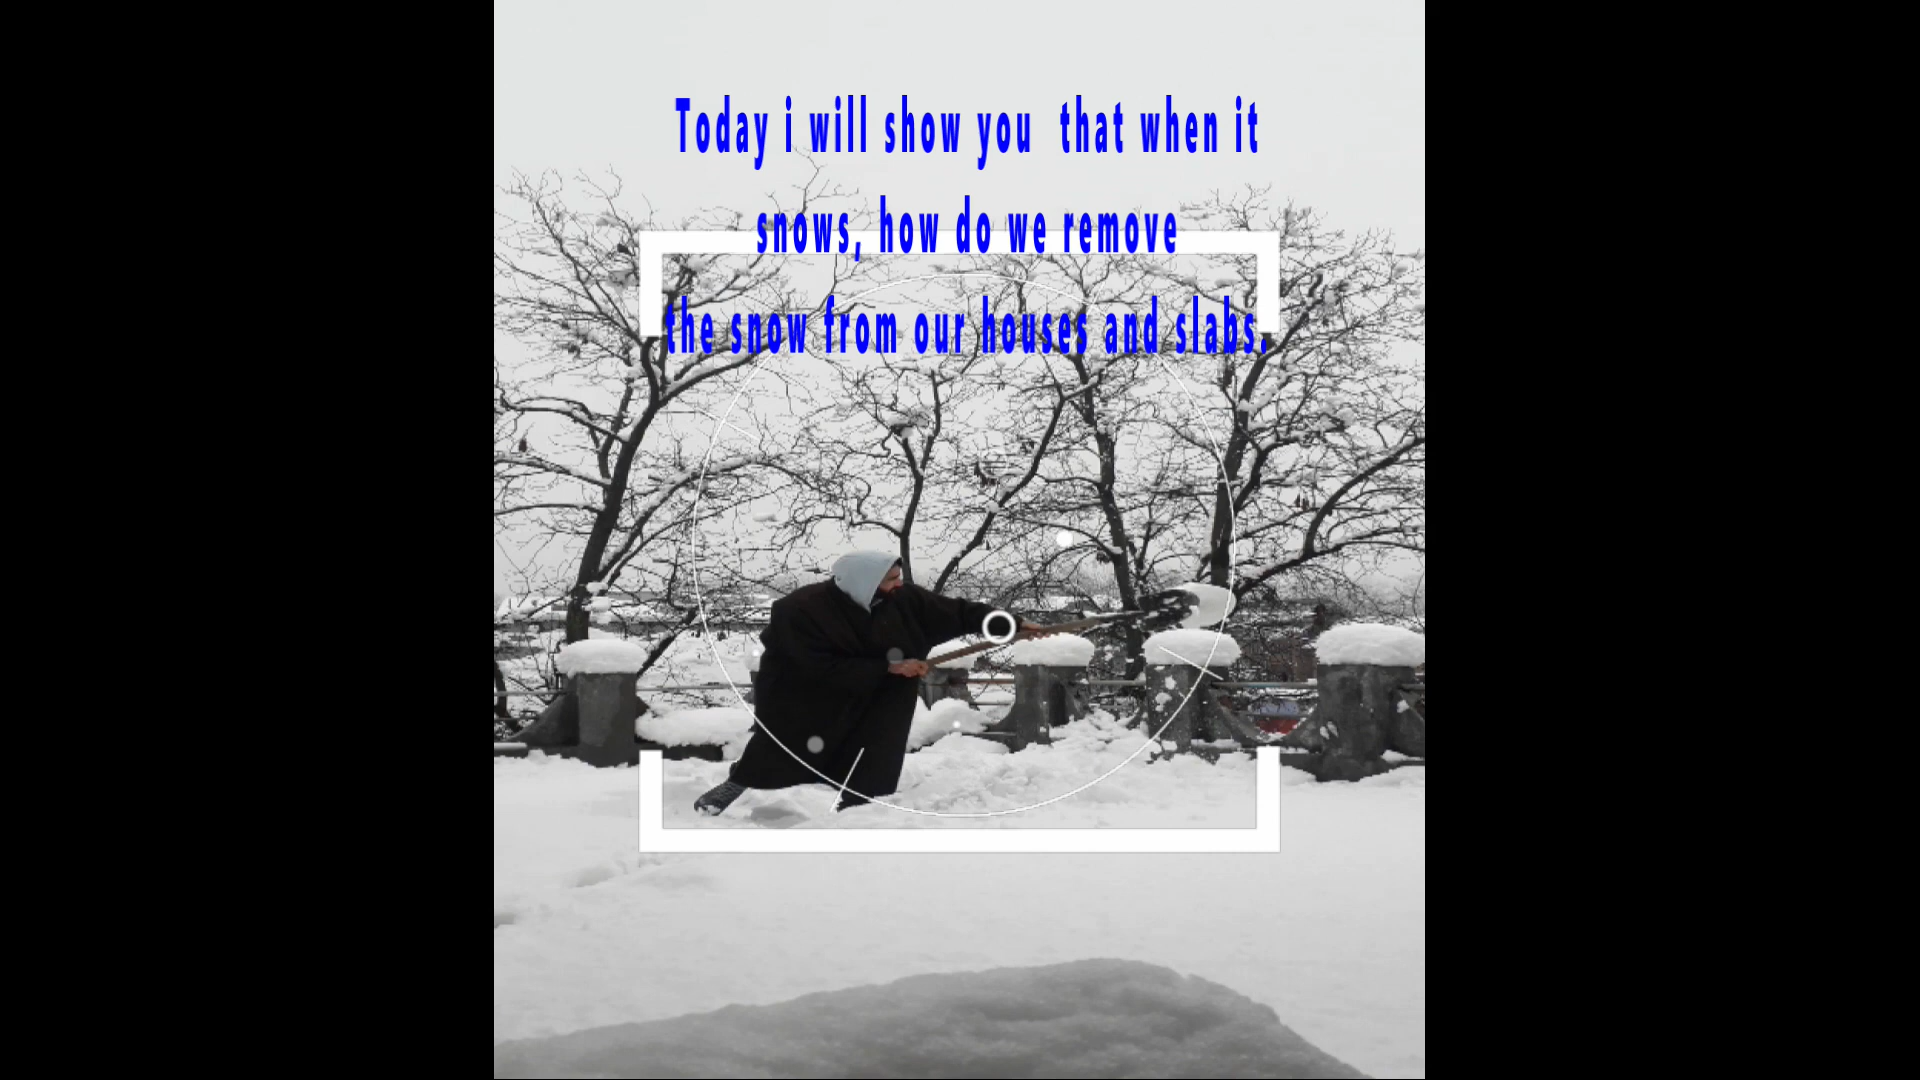 Today i will show you  that when it
snows, how do we remove
the snow from our houses and slabs.